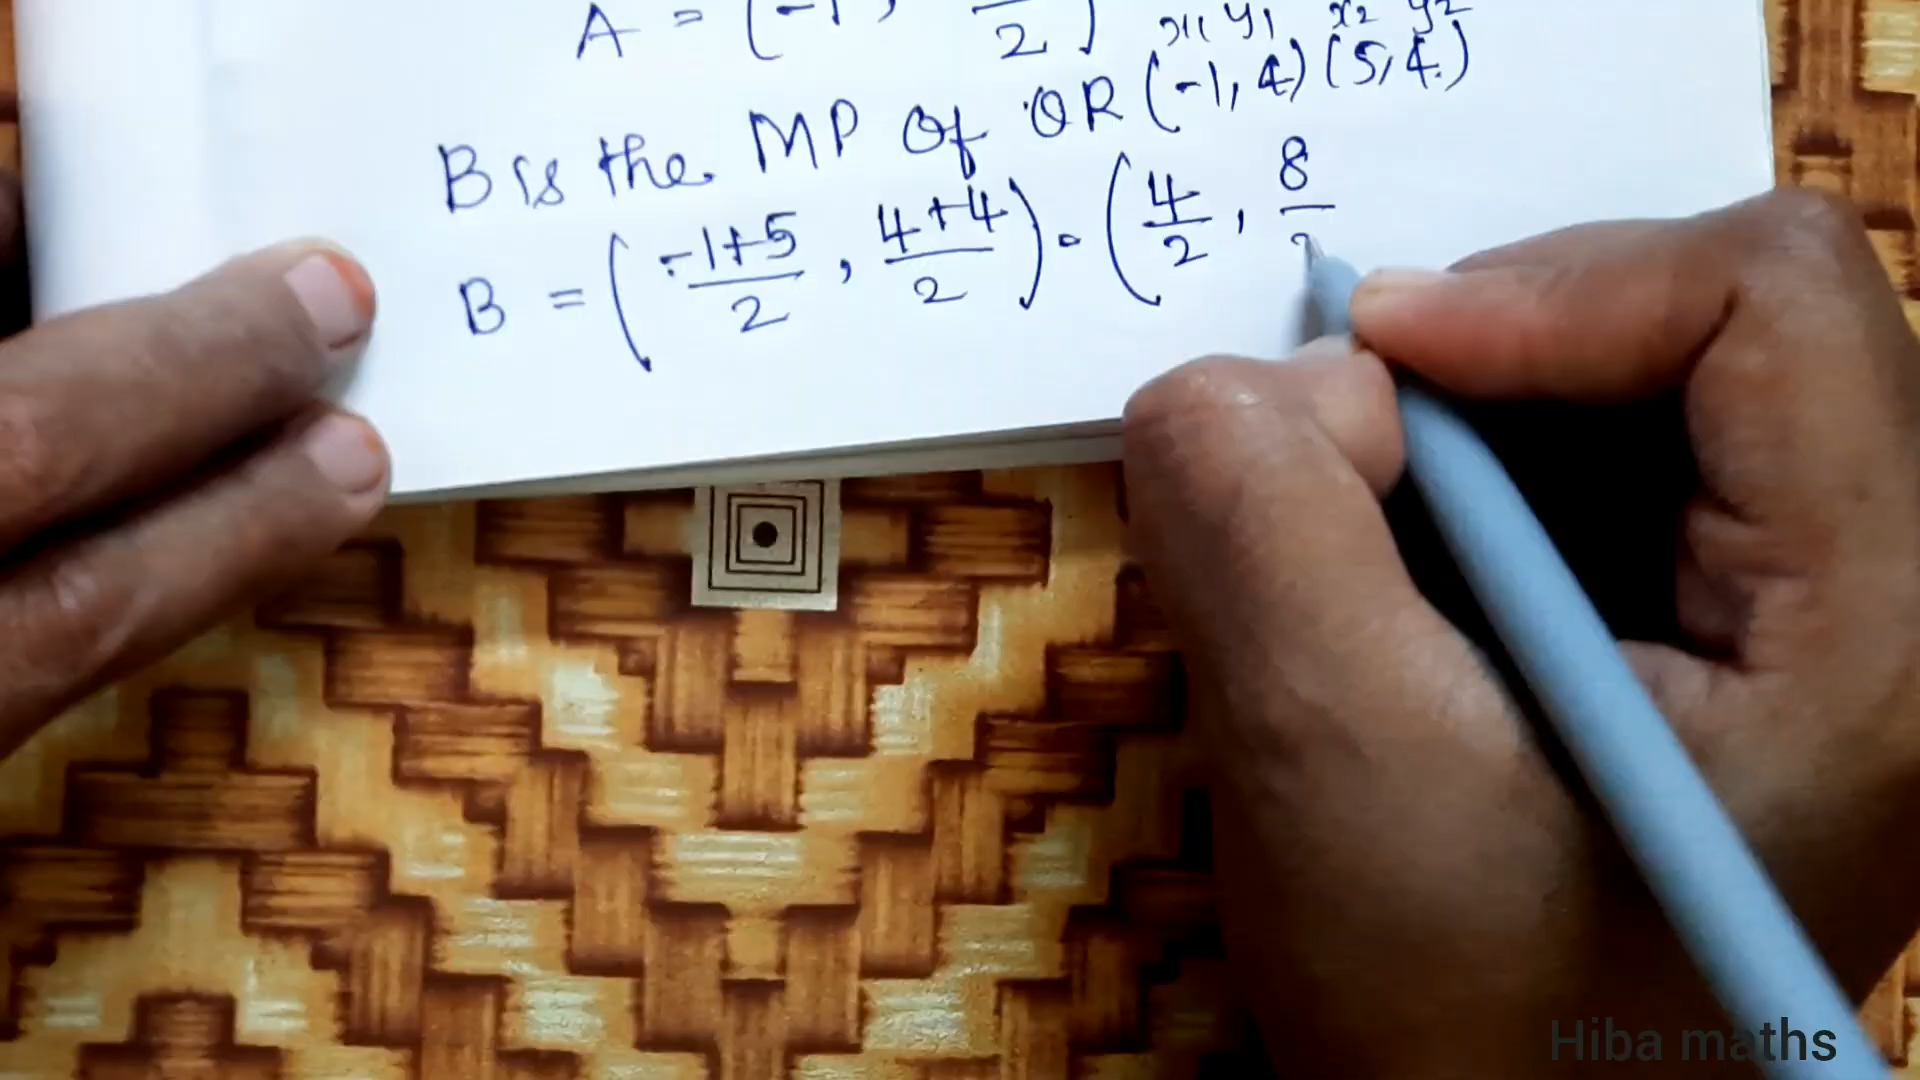 A = (-1, /2)
x1 y1 x2 y2
B is the MP Of QR (-1, 4) (5, 4)
B = (-1+5/2, 4+4/2) = (4/2, 8/
Hiba maths